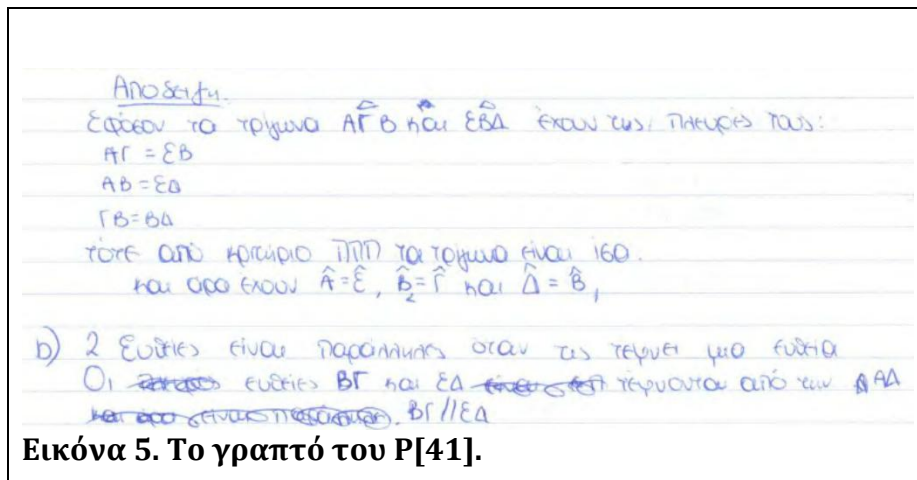 Απόδειξη.
Εφόσον τα τρίγωνα ΑΓ̂Β και ΕΒ̂Δ έχουν τις πλευρές τους:
ΑΓ = ΕΒ
ΑΒ = ΕΔ
ΓΒ = ΒΔ
τότε από κριτήριο ΠΠΠ τα τρίγωνα είναι ισο.
και άρα έχουν Â = Ê, B̂₂ = Γ̂ και Δ̂ = B̂₁
b) 2 Ευθείες είναι παράλληλες όταν τις τέμνει μια ευθεία
Οι ευθείες ΒΓ και ΕΔ τέμνονται από την ΑΔ
ΒΓ//ΕΔ
Εικόνα 5. Το γραπτό του P[41].